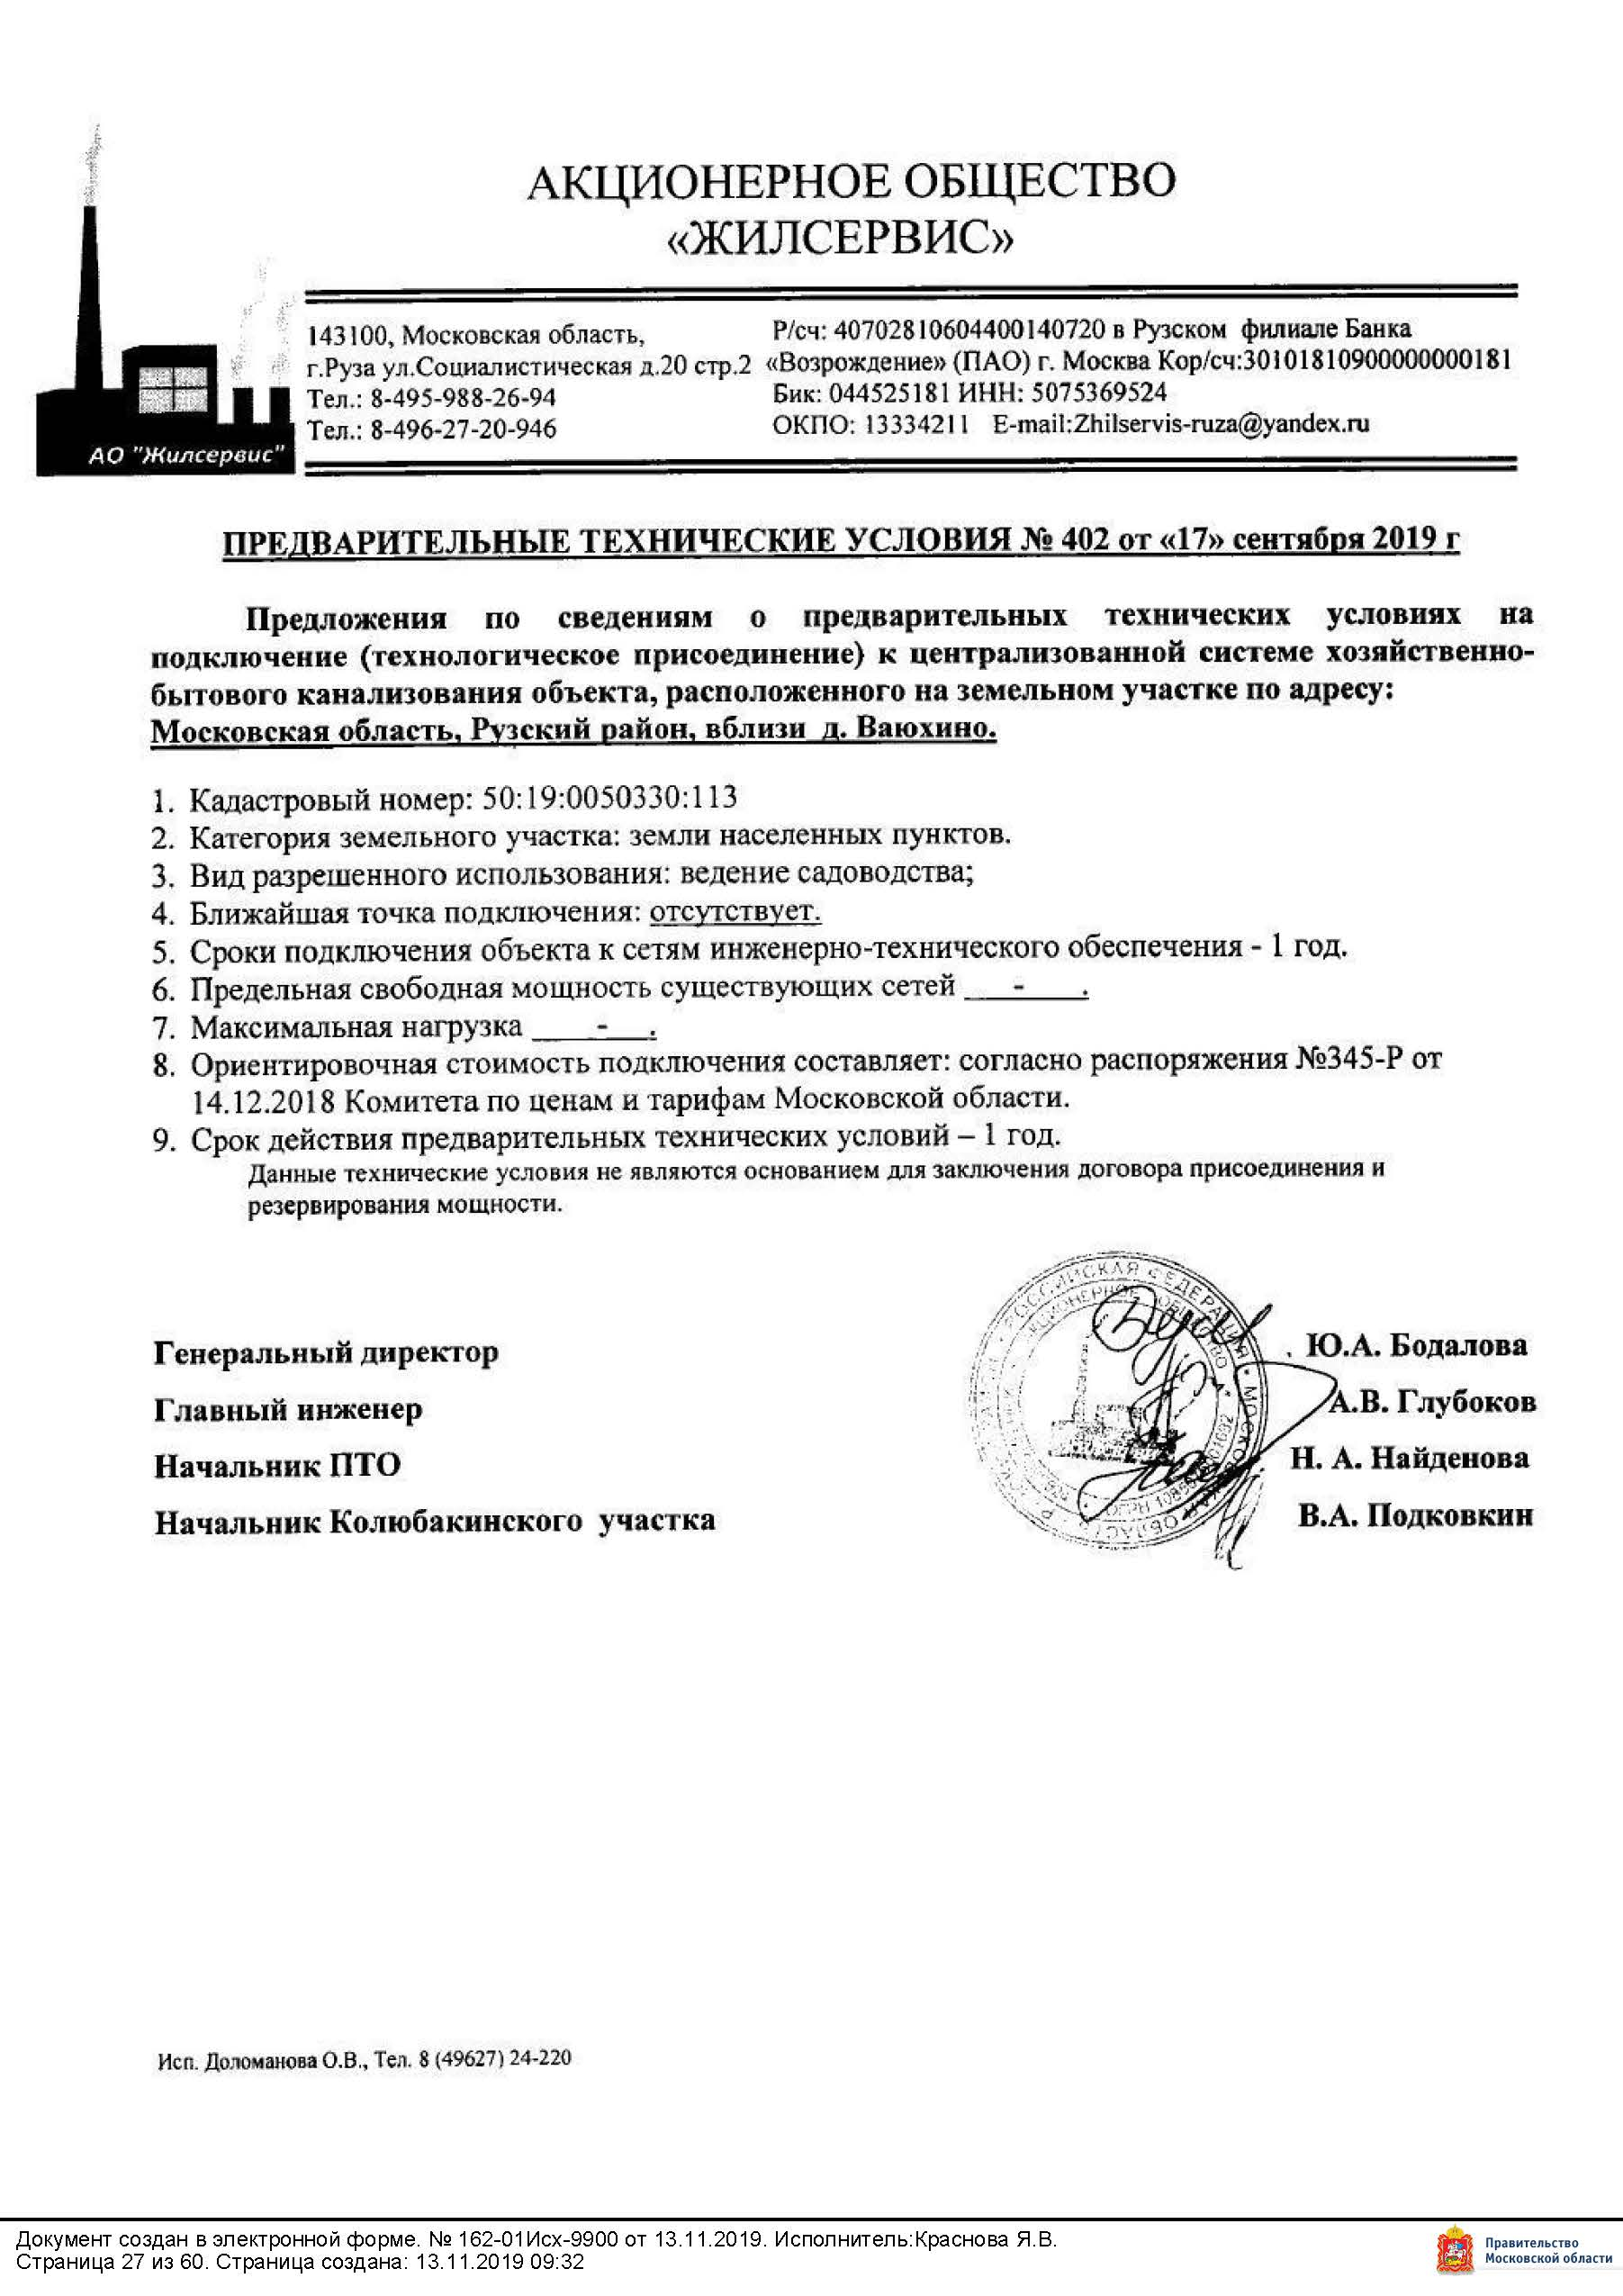 АКЦИОНЕРНОЕ ОБЩЕСТВО
«ЖИЛСЕРВИС»
143100, Московская область,
г.Руза ул.Социалистическая д.20 стр.2
Тел.: 8-495-988-26-94
Тел.: 8-496-27-20-946
Р/сч: 40702810604400140720 в Рузском филиале Банка
«Возрождение» (ПАО) г. Москва Кор/сч:30101810900000000181
Бик: 044525181 ИНН: 5075369524
ОКПО: 13334211 E-mail:Zhilservis-ruza@yandex.ru
АО "Жилсервис"
ПРЕДВАРИТЕЛЬНЫЕ ТЕХНИЧЕСКИЕ УСЛОВИЯ № 402 от «17» сентября 2019 г
Предложения по сведениям о предварительных технических условиях на
подключение (технологическое присоединение) к централизованной системе хозяйственно-
бытового канализования объекта, расположенного на земельном участке по адресу:
Московская область, Рузский район, вблизи д. Ваюхино.
1. Кадастровый номер: 50:19:0050330:113
2. Категория земельного участка: земли населенных пунктов.
3. Вид разрешенного использования: ведение садоводства;
4. Ближайшая точка подключения: отсутствует.
5. Сроки подключения объекта к сетям инженерно-технического обеспечения - 1 год.
6. Предельная свободная мощность существующих сетей ___-___.
7. Максимальная нагрузка ___-___.
8. Ориентировочная стоимость подключения составляет: согласно распоряжения №345-Р от
14.12.2018 Комитета по ценам и тарифам Московской области.
9. Срок действия предварительных технических условий – 1 год.
Данные технические условия не являются основанием для заключения договора присоединения и
резервирования мощности.
РОССИЙСКАЯ ФЕДЕРАЦИЯ
Генеральный директор Ю.А. Бодалова
Главный инженер А.В. Глубоков
Начальник ПТО Н. А. Найденова
Начальник Колюбакинского участка В.А. Подковкин
Исп. Доломанова О.В., Тел. 8 (49627) 24-220
Документ создан в электронной форме. № 162-01Исх-9900 от 13.11.2019. Исполнитель:Краснова Я.В.
Страница 27 из 60. Страница создана: 13.11.2019 09:32
Правительство
Московской области